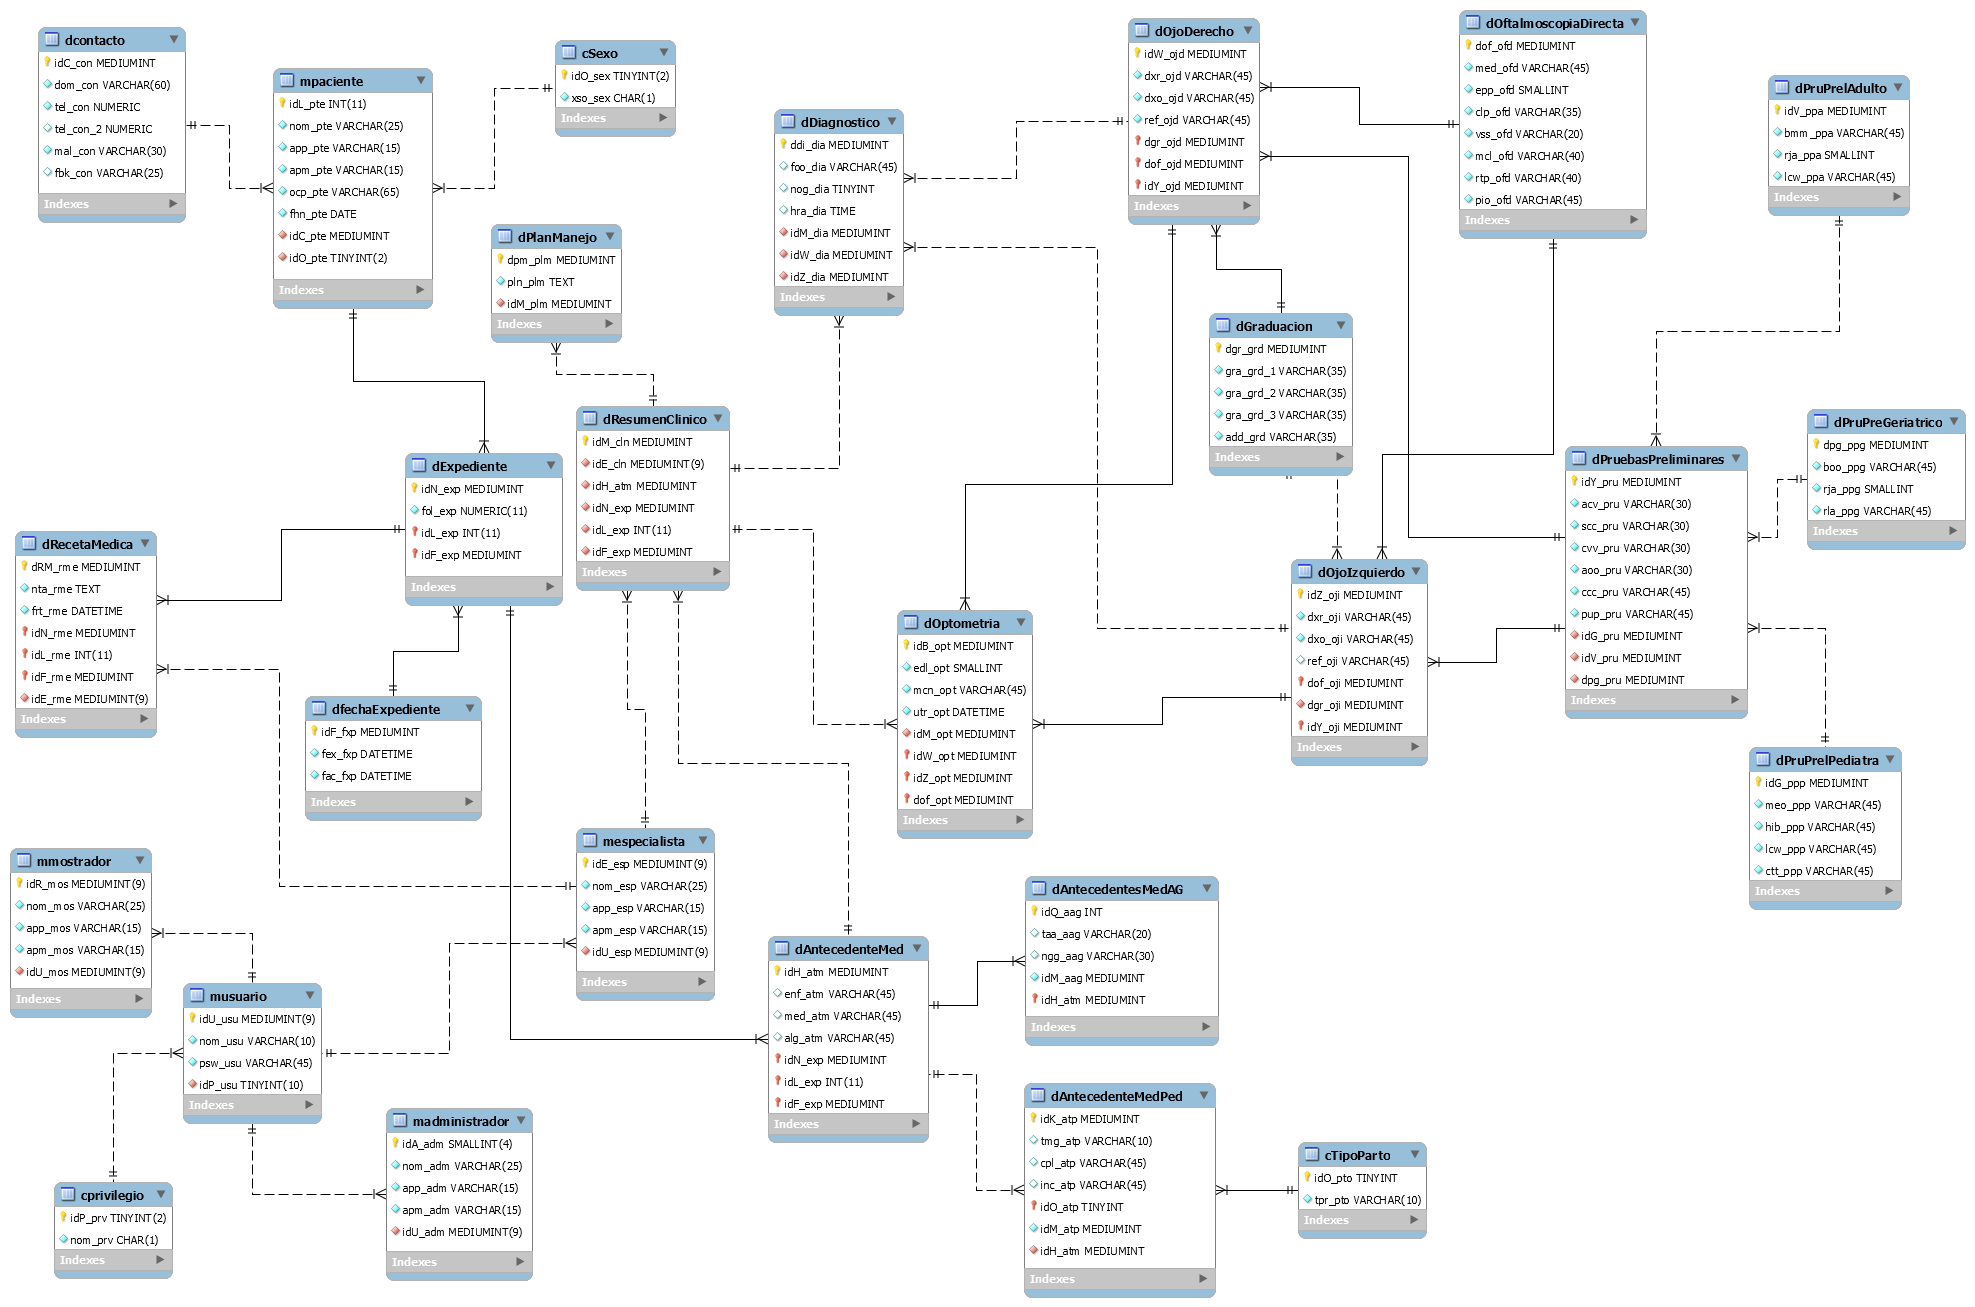 dcontacto
idC_con MEDIUMINT
dom_con VARCHAR(60)
tel_con NUMERIC
tel_con_2 NUMERIC
mal_con VARCHAR(30)
fbk_con VARCHAR(25)
Indexes
mpaciente
idL_pte INT(11)
nom_pte VARCHAR(25)
app_pte VARCHAR(15)
apm_pte VARCHAR(15)
ocp_pte VARCHAR(65)
fhn_pte DATE
idC_pte MEDIUMINT
idO_pte TINYINT(2)
Indexes
cSexo
idO_sex TINYINT(2)
xso_sex CHAR(1)
Indexes
dPlanManejo
dpm_plm MEDIUMINT
pln_plm TEXT
idM_plm MEDIUMINT
Indexes
dDiagnostico
ddi_dia MEDIUMINT
foo_dia VARCHAR(45)
nog_dia TINYINT
hra_dia TIME
idM_dia MEDIUMINT
idW_dia MEDIUMINT
idZ_dia MEDIUMINT
Indexes
dOjoDerecho
idW_ojd MEDIUMINT
dxr_ojd VARCHAR(45)
dxo_ojd VARCHAR(45)
ref_ojd VARCHAR(45)
dgr_ojd MEDIUMINT
dof_ojd MEDIUMINT
idY_ojd MEDIUMINT
Indexes
dOftalmoscopiaDirecta
dof_ofd MEDIUMINT
med_ofd VARCHAR(45)
epp_ofd SMALLINT
clp_ofd VARCHAR(35)
vss_ofd VARCHAR(20)
mcl_ofd VARCHAR(40)
rtp_ofd VARCHAR(40)
pio_ofd VARCHAR(45)
Indexes
dPruPrelAdulto
idV_ppa MEDIUMINT
bmm_ppa VARCHAR(45)
rja_ppa SMALLINT
lcw_ppa VARCHAR(45)
Indexes
dGraduacion
dgr_grd MEDIUMINT
gra_grd_1 VARCHAR(35)
gra_grd_2 VARCHAR(35)
gra_grd_3 VARCHAR(35)
add_grd VARCHAR(35)
Indexes
dResumenClinico
idM_cln MEDIUMINT
idE_cln MEDIUMINT(9)
idH_atm MEDIUMINT
idN_exp MEDIUMINT
idL_exp INT(11)
idF_exp MEDIUMINT
Indexes
dExpediente
idN_exp MEDIUMINT
fol_exp NUMERIC(11)
idL_exp INT(11)
idF_exp MEDIUMINT
Indexes
dRecetaMedica
dRM_rme MEDIUMINT
nta_rme TEXT
frt_rme DATETIME
idN_rme MEDIUMINT
idL_rme INT(11)
idF_rme MEDIUMINT
idE_rme MEDIUMINT(9)
Indexes
dfechaExpediente
idF_fxp MEDIUMINT
fex_fxp DATETIME
fac_fxp DATETIME
Indexes
dOptometria
idB_opt MEDIUMINT
edl_opt SMALLINT
mcn_opt VARCHAR(45)
utr_opt DATETIME
idM_opt MEDIUMINT
idW_opt MEDIUMINT
idZ_opt MEDIUMINT
dof_opt MEDIUMINT
Indexes
dOjoIzquierdo
idZ_oji MEDIUMINT
dxr_oji VARCHAR(45)
dxo_oji VARCHAR(45)
ref_oji VARCHAR(45)
dof_oji MEDIUMINT
dgr_oji MEDIUMINT
idY_oji MEDIUMINT
Indexes
dPruebasPreliminares
idY_pru MEDIUMINT
acv_pru VARCHAR(30)
scc_pru VARCHAR(30)
cvv_pru VARCHAR(30)
aoo_pru VARCHAR(30)
ccc_pru VARCHAR(45)
pup_pru VARCHAR(45)
idG_pru MEDIUMINT
idV_pru MEDIUMINT
dpg_pru MEDIUMINT
Indexes
dPruPreGeriatrico
dpg_ppg MEDIUMINT
boo_ppg VARCHAR(45)
rja_ppg SMALLINT
rla_ppg VARCHAR(45)
Indexes
dPruPrelPediatra
idG_ppp MEDIUMINT
meo_ppp VARCHAR(45)
hib_ppp VARCHAR(45)
lcw_ppp VARCHAR(45)
ctt_ppp VARCHAR(45)
Indexes
mmostrador
idR_mos MEDIUMINT(9)
nom_mos VARCHAR(25)
app_mos VARCHAR(15)
apm_mos VARCHAR(15)
idU_mos MEDIUMINT(9)
Indexes
mespecialista
idE_esp MEDIUMINT(9)
nom_esp VARCHAR(25)
app_esp VARCHAR(15)
apm_esp VARCHAR(15)
idU_esp MEDIUMINT(9)
Indexes
musuario
idU_usu MEDIUMINT(9)
nom_usu VARCHAR(10)
psw_usu VARCHAR(45)
idP_usu TINYINT(10)
Indexes
dAntecedenteMed
idH_atm MEDIUMINT
enf_atm VARCHAR(45)
med_atm VARCHAR(45)
alg_atm VARCHAR(45)
idN_exp MEDIUMINT
idL_exp INT(11)
idF_exp MEDIUMINT
Indexes
dAntecedentesMedAG
idQ_aag INT
taa_aag VARCHAR(20)
ngg_aag VARCHAR(30)
idM_aag MEDIUMINT
idH_atm MEDIUMINT
Indexes
dAntecedenteMedPed
idK_atp MEDIUMINT
tmg_atp VARCHAR(10)
cpl_atp VARCHAR(45)
inc_atp VARCHAR(45)
idO_atp TINYINT
idM_atp MEDIUMINT
idH_atm MEDIUMINT
Indexes
cTipoParto
idO_pto TINYINT
tpr_pto VARCHAR(10)
Indexes
madministrador
idA_adm SMALLINT(4)
nom_adm VARCHAR(25)
app_adm VARCHAR(15)
apm_adm VARCHAR(15)
idU_adm MEDIUMINT(9)
Indexes
cprivilegio
idP_prv TINYINT(2)
nom_prv CHAR(1)
Indexes